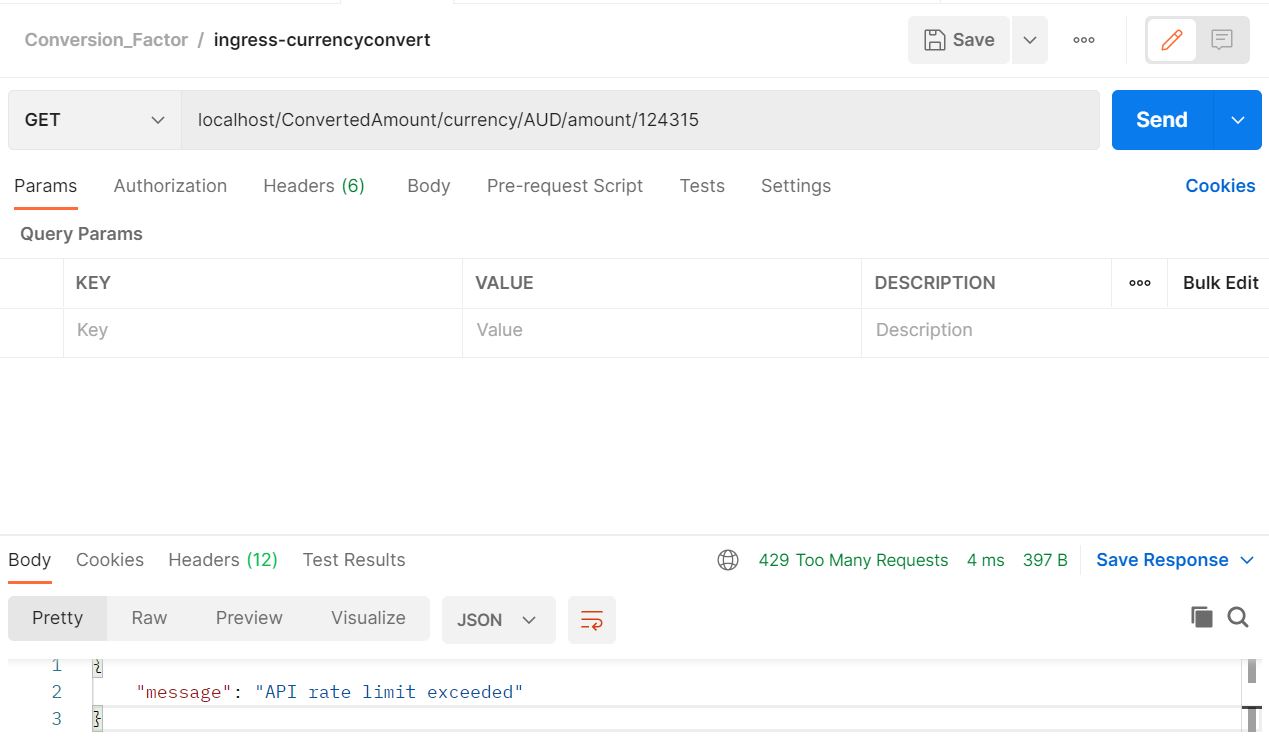 Conversion_Factor / ingress-currencyconvert
Save
GET
localhost/ConvertedAmount/currency/AUD/amount/124315
Send
Params Authorization Headers (6) Body Pre-request Script Tests Settings Cookies
Query Params
KEY VALUE DESCRIPTION Bulk Edit
Key Value Description
Body Cookies Headers (12) Test Results 429 Too Many Requests 4 ms 397 B Save Response
Pretty Raw Preview Visualize JSON
1 {
2 "message": "API rate limit exceeded"
3 }